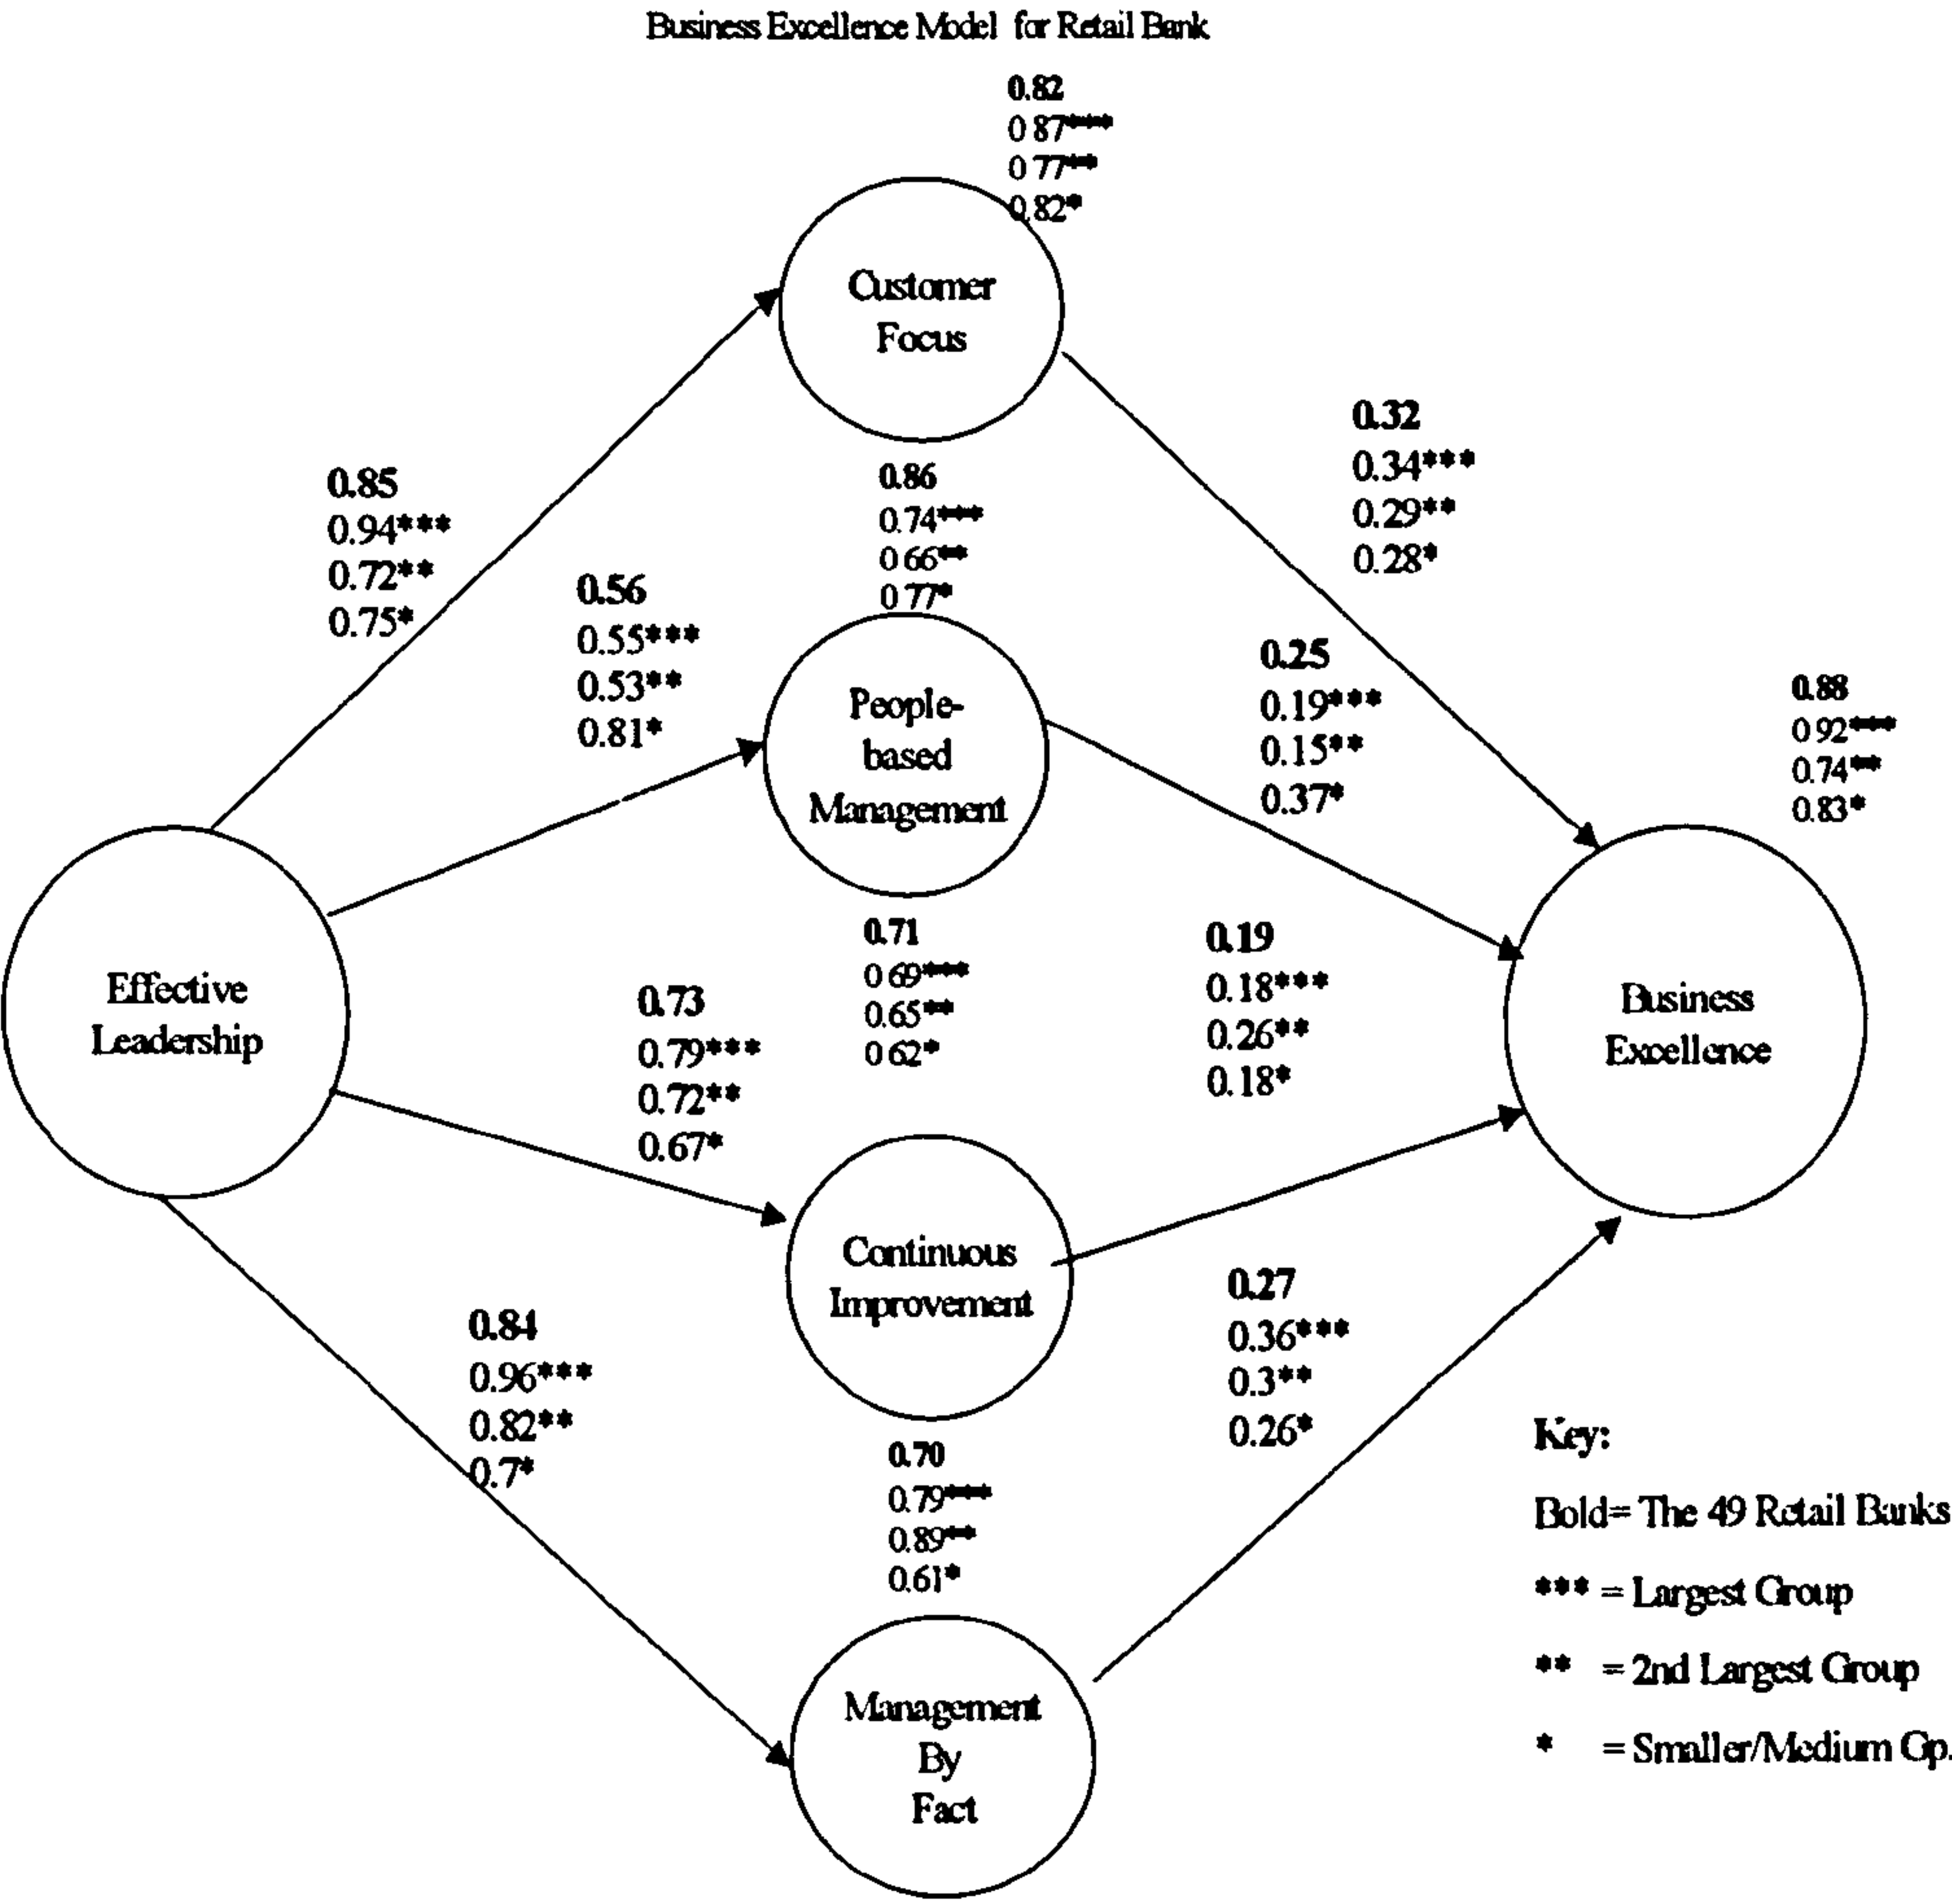 Business Excellence Model for Retail Bank
0.82
0.87***
0.77**
0.82*
Customer
Focus
0.32
0.34***
0.29**
0.28*
0.85
0.94***
0.72**
0.75*
0.86
0.74***
0.66**
0.77*
0.56
0.55***
0.53**
0.81*
People-
based
Management
0.25
0.19***
0.15**
0.37*
0.88
0.92***
0.74**
0.83*
Effective
Leadership
0.73
0.79***
0.72**
0.67*
0.71
0.69***
0.65**
0.62*
0.19
0.18***
0.26**
0.18*
Business
Excellence
Continuous
Improvement
0.84
0.96***
0.82**
0.7*
0.70
0.79***
0.89**
0.61*
0.27
0.36***
0.3**
0.26*
Management
By
Fact
Key:
Bold= The 49 Retail Banks
*** = Largest Group
** = 2nd Largest Group
* = Smaller/Medium Gp.